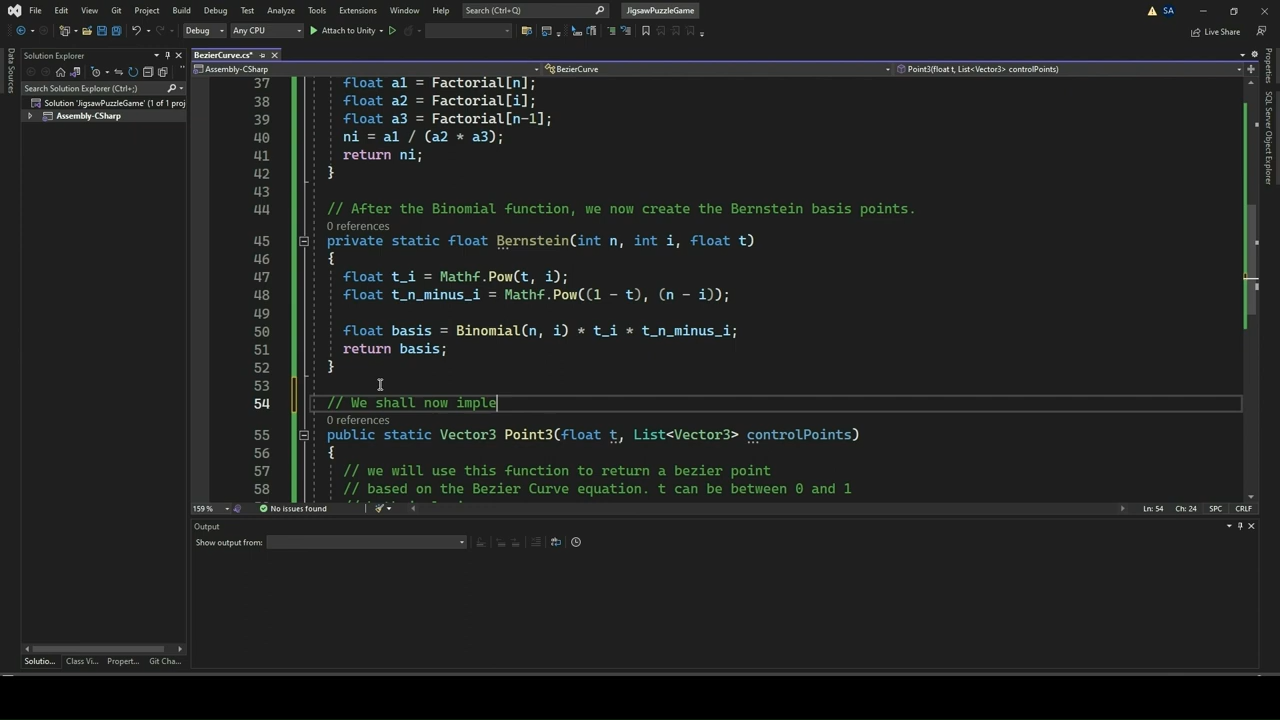 File Edit View Git Project Build Debug Test Analyze Tools Extensions Window Help Search (Ctrl+Q) JigsawPuzzleGame SA
Debug Any CPU Attach to Unity Live Share
Data Sources
Solution Explorer
Search Solution Explorer (Ctrl+;)
Solution 'JigsawPuzzleGame' (1 of 1 proj
Assembly-CSharp
Solutio... Class Vi... Propert... Git Cha...
BezierCurve.cs*
Assembly-CSharp BezierCurve Point3(float t, List<Vector3> controlPoints)
37 float a1 = Factorial[n];
38 float a2 = Factorial[i];
39 float a3 = Factorial[n-1];
40 ni = a1 / (a2 * a3);
41 return ni;
42 }
43
44 // After the Binomial function, we now create the Bernstein basis points.
0 references
45 private static float Bernstein(int n, int i, float t)
46 {
47 float t_i = Mathf.Pow(t, i);
48 float t_n_minus_i = Mathf.Pow((1 - t), (n - i));
49
50 float basis = Binomial(n, i) * t_i * t_n_minus_i;
51 return basis;
52 }
53
54 // We shall now imple
0 references
55 public static Vector3 Point3(float t, List<Vector3> controlPoints)
56 {
57 // we will use this function to return a bezier point
58 // based on the Bezier Curve equation. t can be between 0 and 1
159 % No issues found Ln: 54 Ch: 24 SPC CRLF
Output
Show output from:
Properties
SQL Server Object Explorer